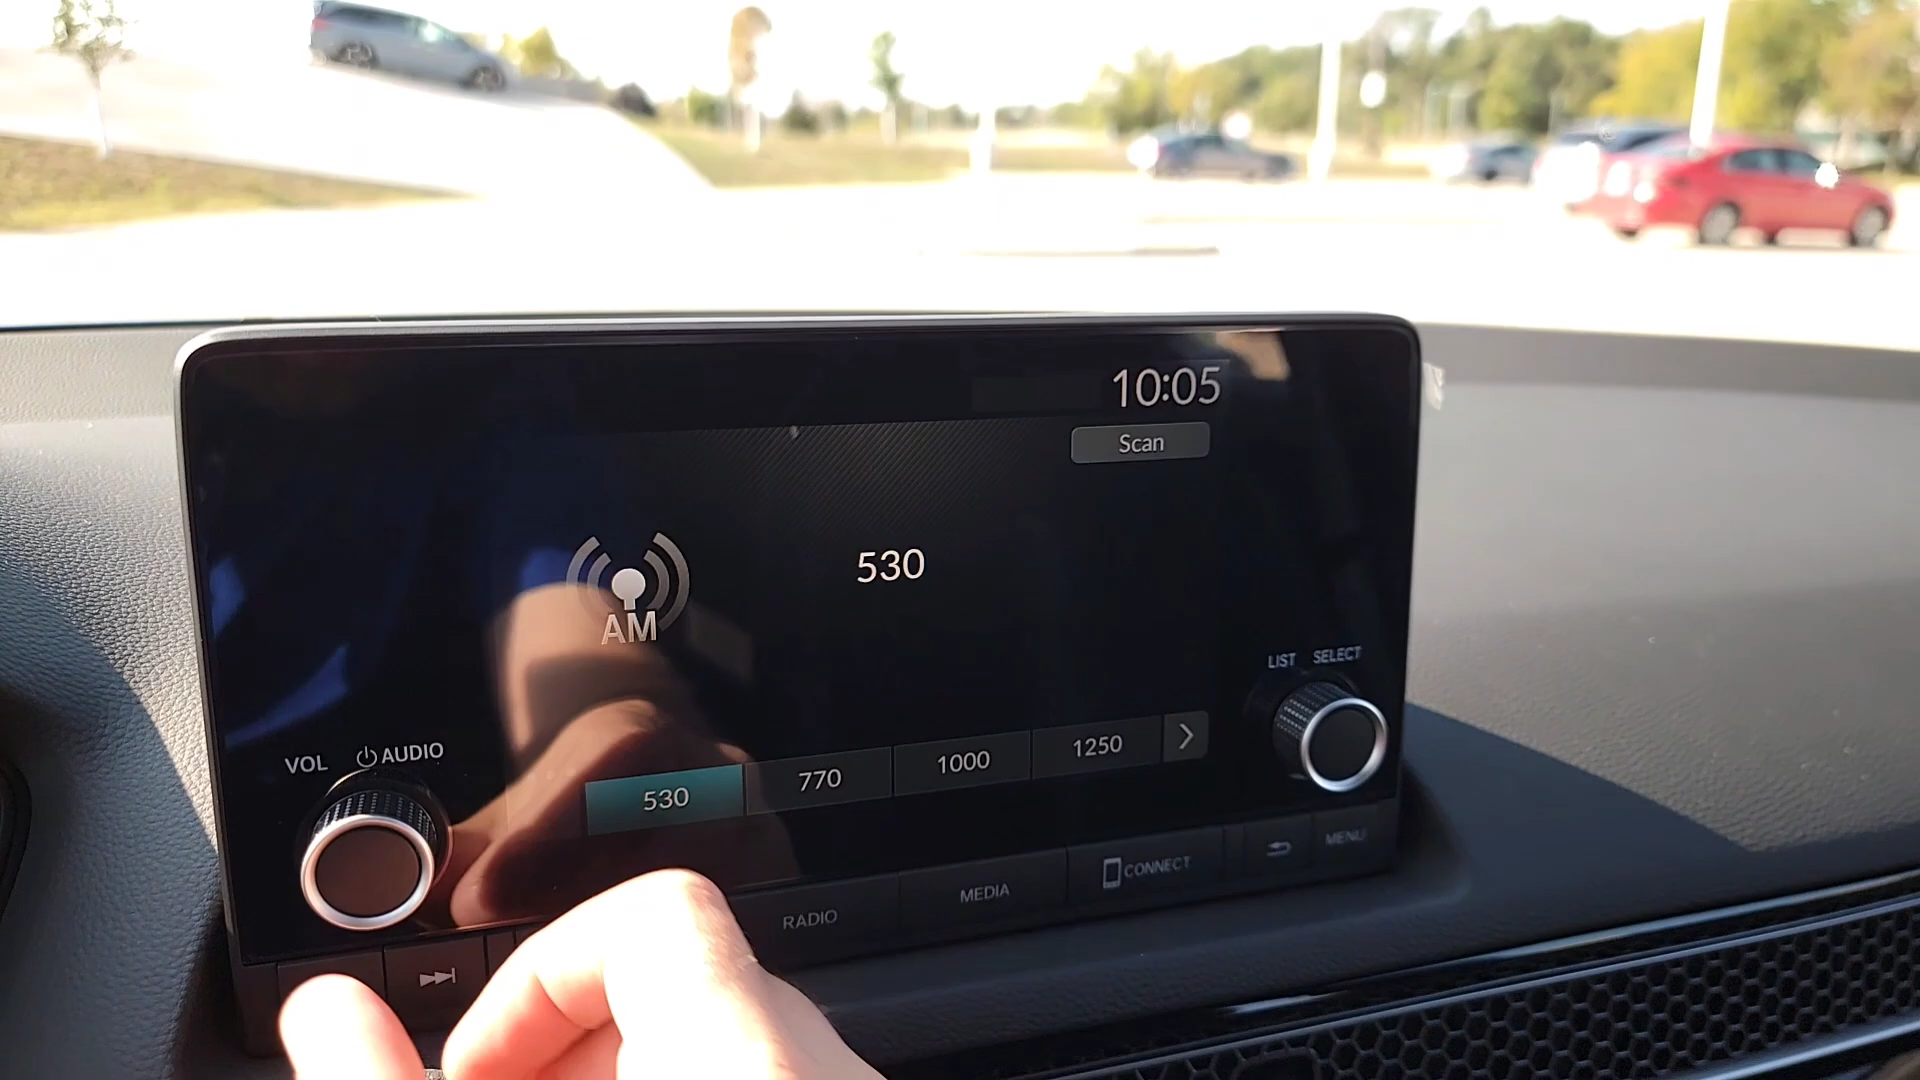 10:05
Scan
530
AM
LIST SELECT
VOL AUDIO
530 770 1000 1250
RADIO MEDIA CONNECT MENU